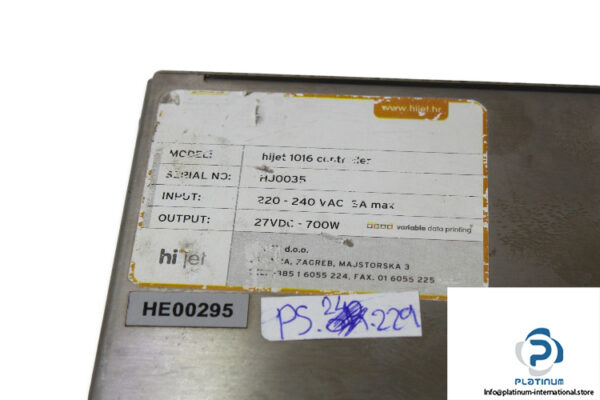 www.hijet.hr
MODEL: hijet 1016 controller
SERIAL NO: HJ0035
INPUT: 220 - 240 VAC 3A max
OUTPUT: 27VDC - 700W variable data printing
hijet
d.o.o.
ZAGREB, MAJSTORSKA 3
385 1 6055 224, FAX. 01 6055 225
HE00295
PS. .229
PLATINUM
Info@platinum-international.store